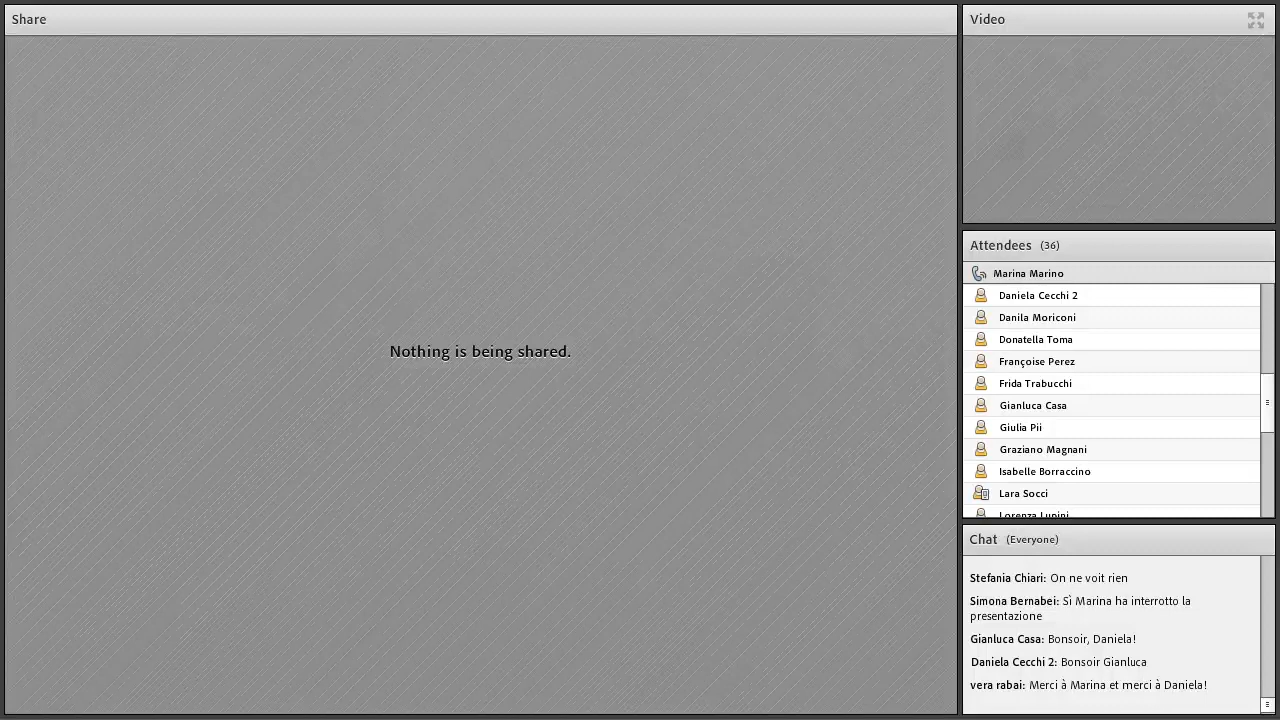 Share
Nothing is being shared.
Video
Attendees (36)
Marina Marino
Daniela Cecchi 2
Danila Moriconi
Donatella Toma
Françoise Perez
Frida Trabucchi
Gianluca Casa
Giulia Pii
Graziano Magnani
Isabelle Borraccino
Lara Socci
Lorenza Lupini
Chat (Everyone)
Stefania Chiari: On ne voit rien
Simona Bernabei: Sì Marina ha interrotto la
presentazione
Gianluca Casa: Bonsoir, Daniela!
Daniela Cecchi 2: Bonsoir Gianluca
vera rabai: Merci à Marina et merci à Daniela!